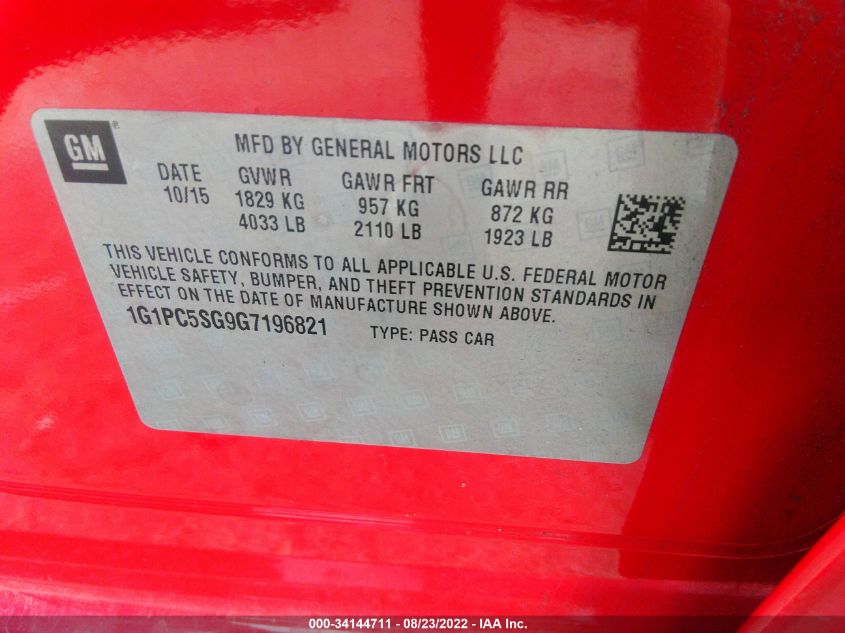 GM®
MFD BY GENERAL MOTORS LLC
DATE GVWR GAWR FRT GAWR RR
10/15 1829 KG 957 KG 872 KG
4033 LB 2110 LB 1923 LB
THIS VEHICLE CONFORMS TO ALL APPLICABLE U.S. FEDERAL MOTOR
VEHICLE SAFETY, BUMPER, AND THEFT PREVENTION STANDARDS IN
EFFECT ON THE DATE OF MANUFACTURE SHOWN ABOVE.
1G1PC5SG9G7196821 TYPE: PASS CAR
000-34144711 - 08/23/2022 - IAA Inc.